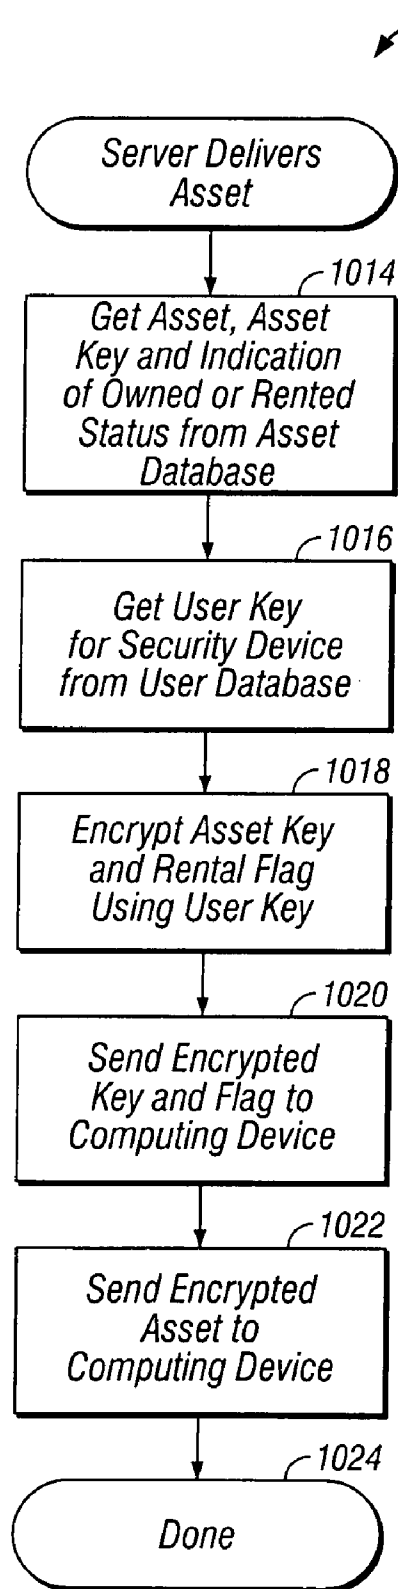 Server Delivers
Asset
1014
Get Asset, Asset
Key and Indication
of Owned or Rented
Status from Asset
Database
1016
Get User Key
for Security Device
from User Database
1018
Encrypt Asset Key
and Rental Flag
Using User Key
1020
Send Encrypted
Key and Flag to
Computing Device
1022
Send Encrypted
Asset to
Computing Device
1024
Done